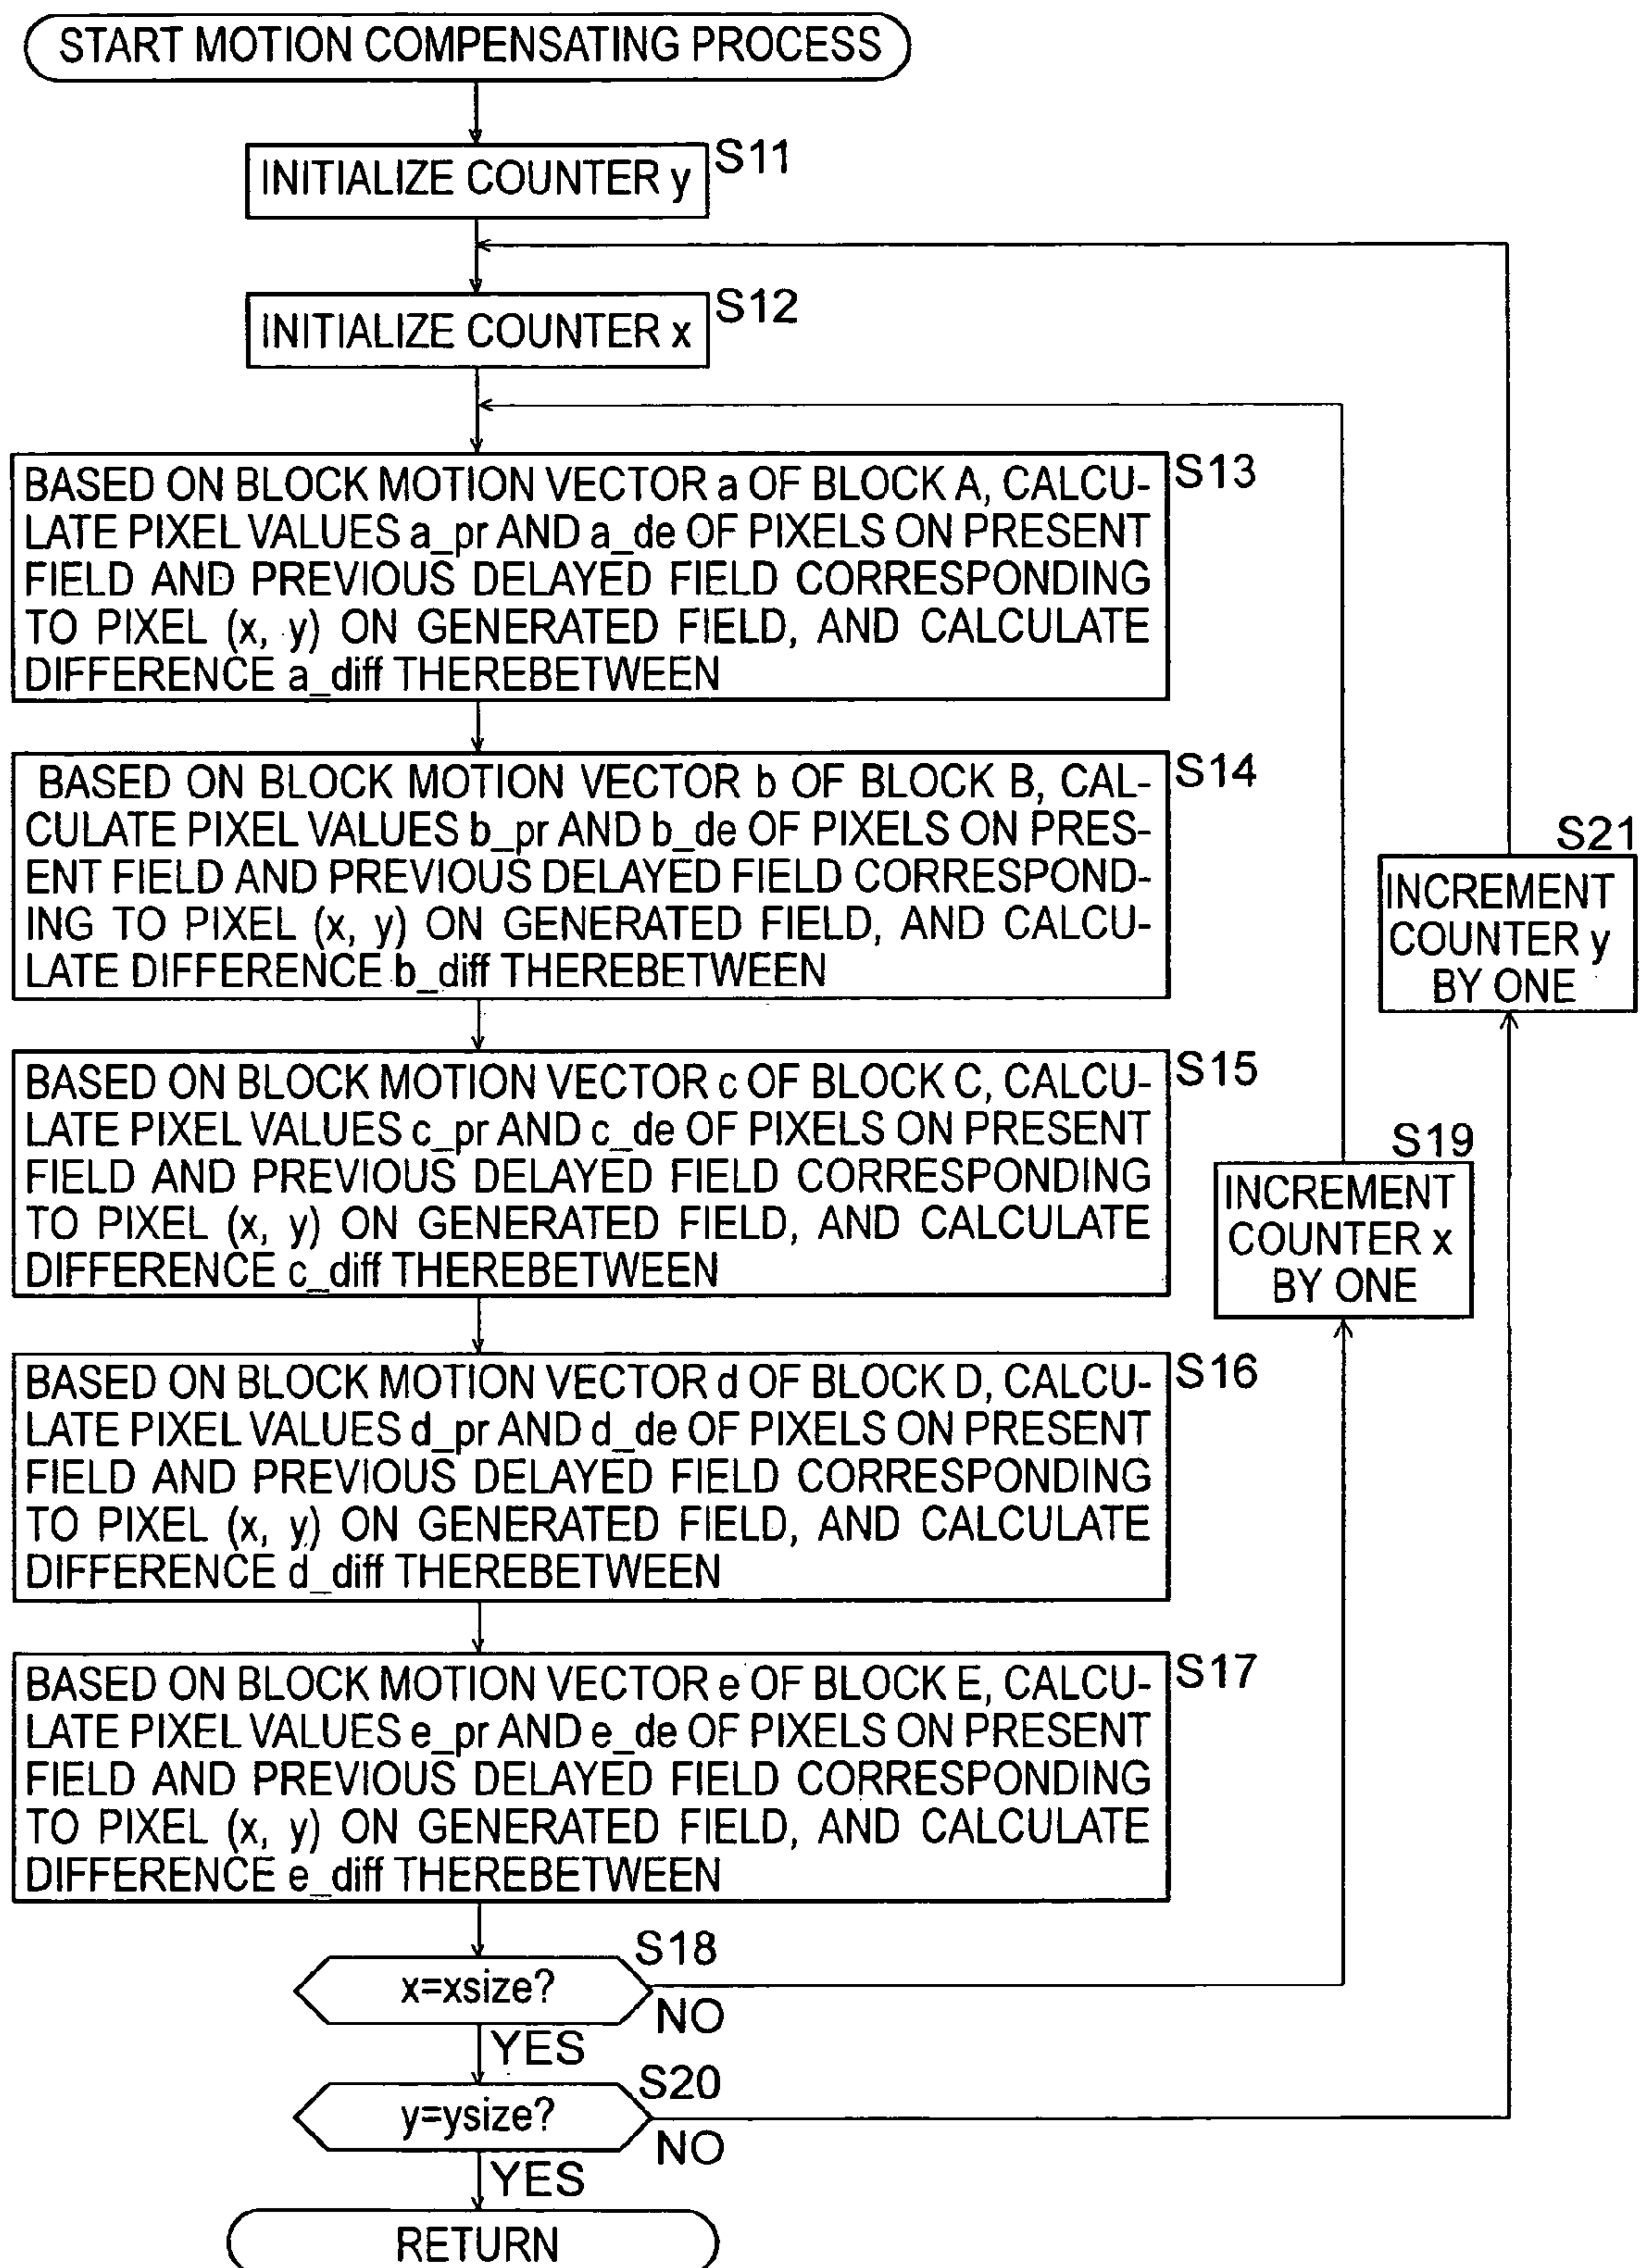 START MOTION COMPENSATING PROCESS
INITIALIZE COUNTER y
S11
INITIALIZE COUNTER x
S12
BASED ON BLOCK MOTION VECTOR a OF BLOCK A, CALCU-
LATE PIXEL VALUES a_pr AND a_de OF PIXELS ON PRESENT
FIELD AND PREVIOUS DELAYED FIELD CORRESPONDING
TO PIXEL (x, y) ON GENERATED FIELD, AND CALCULATE
DIFFERENCE a_diff THEREBETWEEN
S13
BASED ON BLOCK MOTION VECTOR b OF BLOCK B, CAL-
CULATE PIXEL VALUES b_pr AND b_de OF PIXELS ON PRES-
ENT FIELD AND PREVIOUS DELAYED FIELD CORRESPOND-
ING TO PIXEL (x, y) ON GENERATED FIELD, AND CALCU-
LATE DIFFERENCE b_diff THEREBETWEEN
S14
BASED ON BLOCK MOTION VECTOR c OF BLOCK C, CALCU-
LATE PIXEL VALUES c_pr AND c_de OF PIXELS ON PRESENT
FIELD AND PREVIOUS DELAYED FIELD CORRESPONDING
TO PIXEL (x, y) ON GENERATED FIELD, AND CALCULATE
DIFFERENCE c_diff THEREBETWEEN
S15
BASED ON BLOCK MOTION VECTOR d OF BLOCK D, CALCU-
LATE PIXEL VALUES d_pr AND d_de OF PIXELS ON PRESENT
FIELD AND PREVIOUS DELAYED FIELD CORRESPONDING
TO PIXEL (x, y) ON GENERATED FIELD, AND CALCULATE
DIFFERENCE d_diff THEREBETWEEN
S16
BASED ON BLOCK MOTION VECTOR e OF BLOCK E, CALCU-
LATE PIXEL VALUES e_pr AND e_de OF PIXELS ON PRESENT
FIELD AND PREVIOUS DELAYED FIELD CORRESPONDING
TO PIXEL (x, y) ON GENERATED FIELD, AND CALCULATE
DIFFERENCE e_diff THEREBETWEEN
S17
x=xsize?
S18
NO
YES
S19
INCREMENT
COUNTER x
BY ONE
y=ysize?
S20
NO
YES
S21
INCREMENT
COUNTER y
BY ONE
RETURN